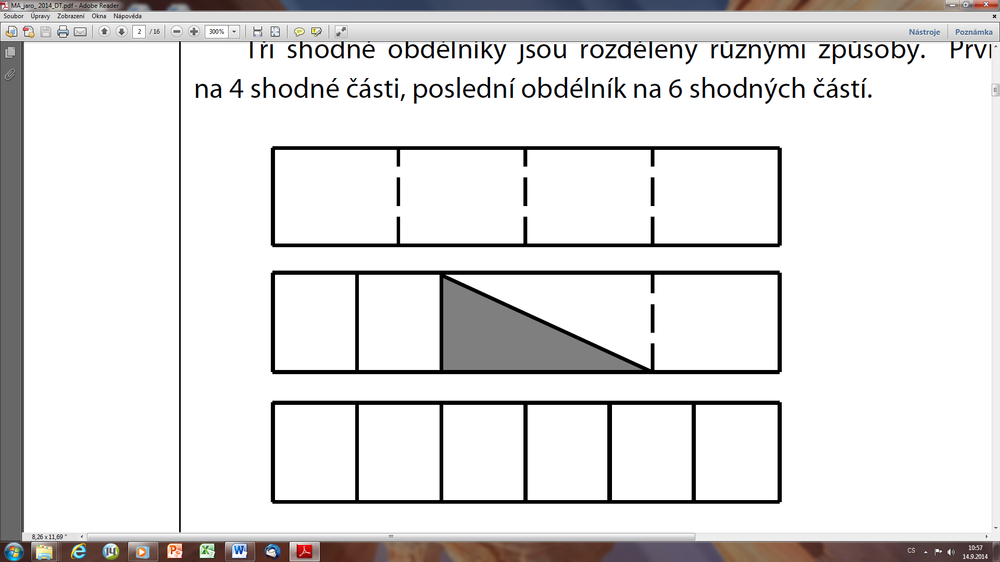 MA_jaro_ 2014_DT.pdf - Adobe Reader
Soubor Úpravy Zobrazení Okna Nápověda
2 / 16 300% Nástroje Poznámka
Tři shodné obdélníky jsou rozděleny různými způsoby. Prvn
na 4 shodné části, poslední obdélník na 6 shodných částí.
8,26 x 11,69 "
CS 10:57
14.9.2014